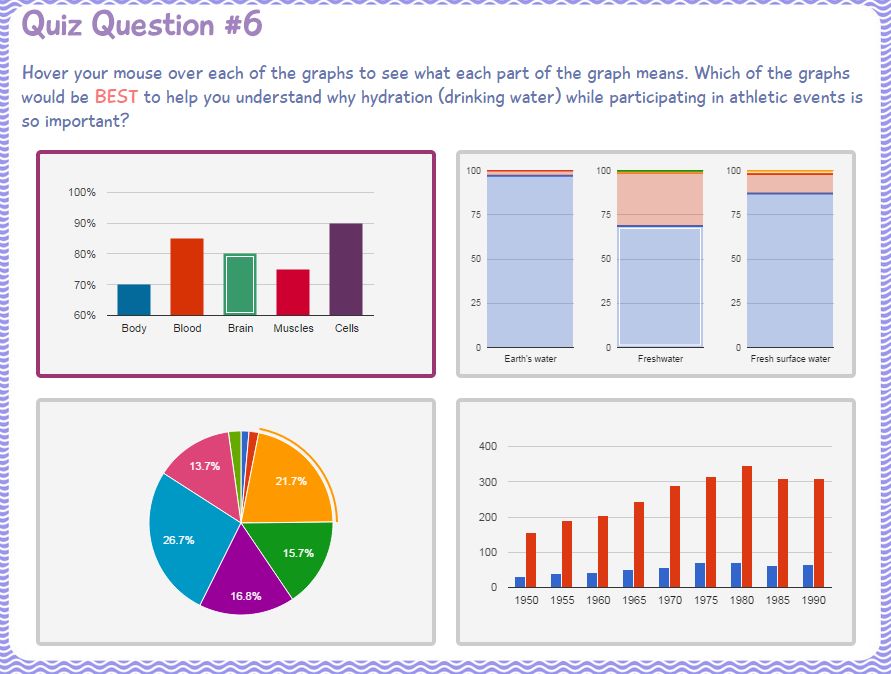 Quiz Question #6
Hover your mouse over each of the graphs to see what each part of the graph means. Which of the graphs
would be BEST to help you understand why hydration (drinking water) while participating in athletic events is
so important?
100%
90%
80%
70%
60%
Body Blood Brain Muscles Cells
100 100 100
75 75 75
50 50 50
25 25 25
0 0 0
Earth's water Freshwater Fresh surface water
13.7%
21.7%
26.7%
15.7%
16.8%
400
300
200
100
0
1950 1955 1960 1965 1970 1975 1980 1985 1990